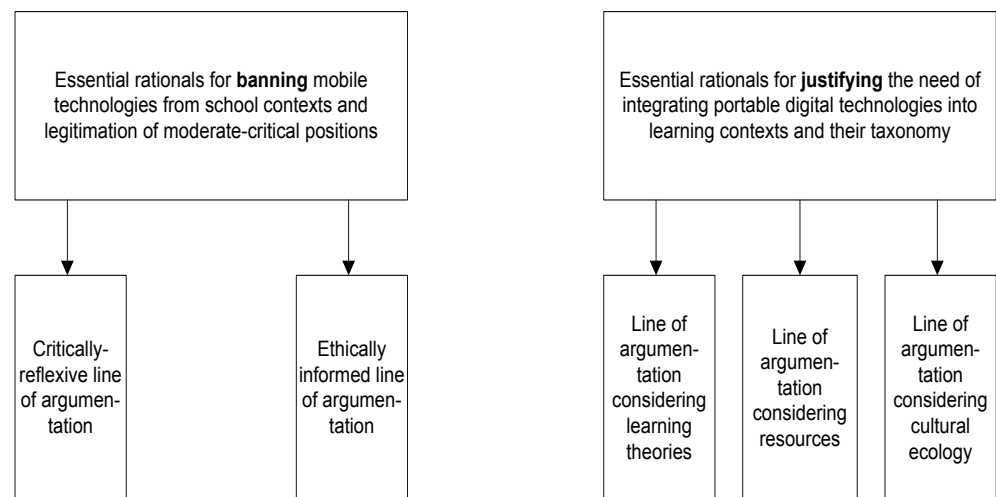 Essential rationals for banning mobile
technologies from school contexts and
legitimation of moderate-critical positions
Essential rationals for justifying the need of
integrating portable digital technologies into
learning contexts and their taxonomy
Critically-
reflexive line
of argumen-
tation
Ethically
informed line
of argumen-
tation
Line of
argumen-
tation
considering
learning
theories
Line of
argumen-
tation
considering
resources
Line of
argumen-
tation
considering
cultural
ecology